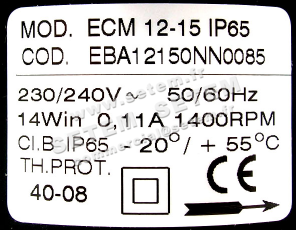 MOD. ECM 12-15 IP65
COD. EBA12150NN0085
230/240V ~ 50/60Hz
14Win 0,11A 1400RPM
Cl.B IP65 -20°/ + 55°C
TH.PROT.
40-08
CE